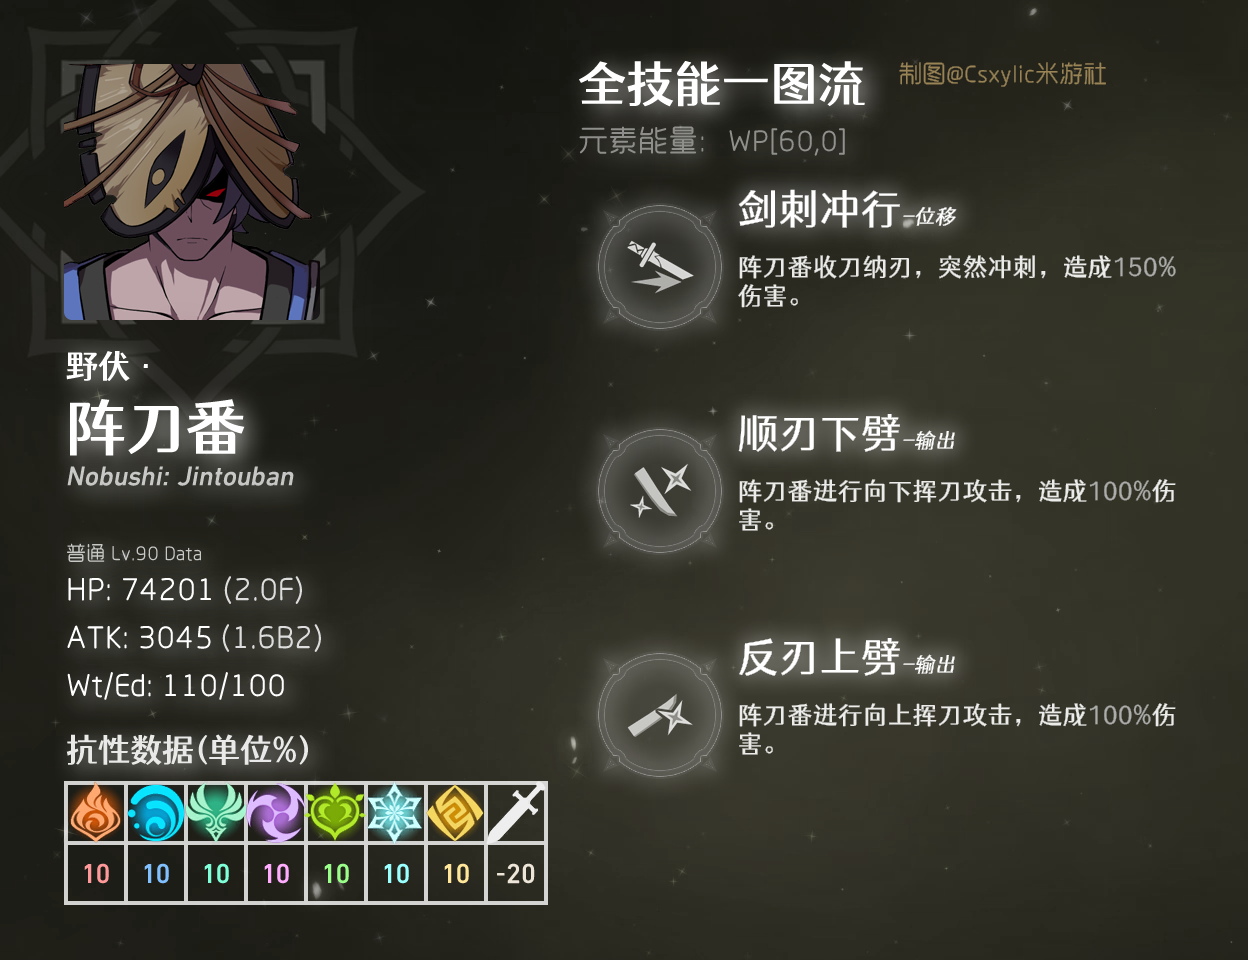 全技能一图流
制图@Csxylic米游社
元素能量: WP[60,0]
剑刺冲行-位移
阵刀番收刀纳刃，突然冲刺，造成150%
伤害。
野伏·
阵刀番
Nobushi: Jintouban
顺刃下劈-输出
阵刀番进行向下挥刀攻击，造成100%伤
害。
普通 Lv.90 Data
HP: 74201 (2.0F)
ATK: 3045 (1.6B2)
Wt/Ed: 110/100
反刃上劈-输出
阵刀番进行向上挥刀攻击，造成100%伤
害。
抗性数据(单位%)
10 10 10 10 10 10 10 -20